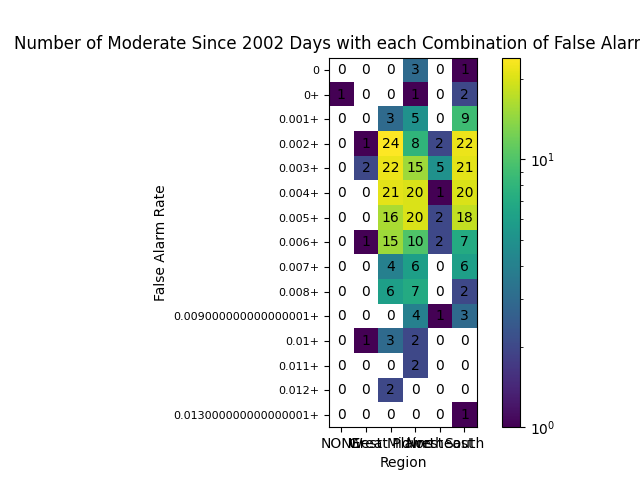 Number of Moderate Since 2002 Days with each Combination of False Alarm
0 0 0 0 3 0 1
0+ 1 0 0 1 0 2
0.001+ 0 0 3 5 0 9
0.002+ 0 1 24 8 2 22
0.003+ 0 2 22 15 5 21
0.004+ 0 0 21 20 1 20
0.005+ 0 0 16 20 2 18
0.006+ 0 1 15 10 2 7
0.007+ 0 0 4 6 0 6
0.008+ 0 0 6 7 0 2
0.009000000000000001+ 0 0 0 4 1 3
0.01+ 0 1 3 2 0 0
0.011+ 0 0 0 2 0 0
0.012+ 0 0 2 0 0 0
0.013000000000000001+ 0 0 0 0 0 1
False Alarm Rate
Region
10^1
10^0